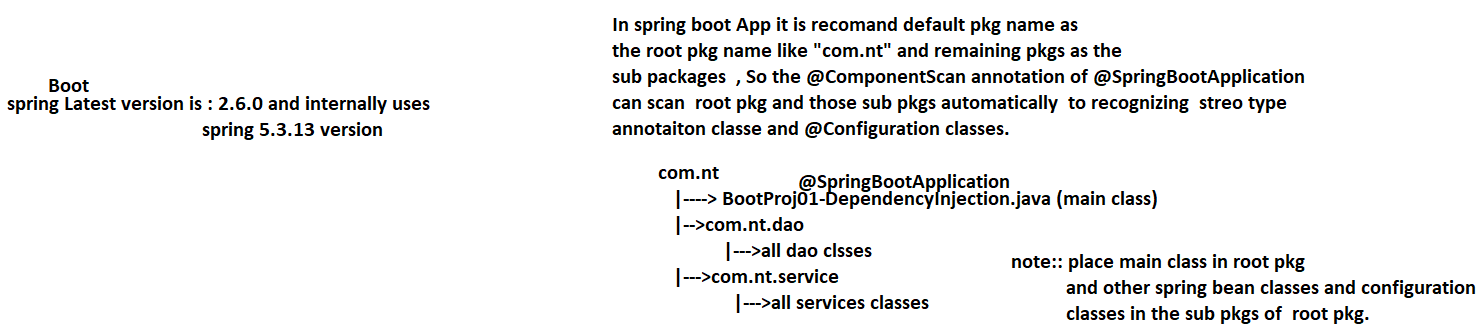 Boot
spring Latest version is : 2.6.0 and internally uses
spring 5.3.13 version
In spring boot App it is recomand default pkg name as
the root pkg name like "com.nt" and remaining pkgs as the
sub packages , So the @ComponentScan annotation of @SpringBootApplication
can scan root pkg and those sub pkgs automatically to recognizing streo type
annotaiton classe and @Configuration classes.
com.nt
@SpringBootApplication
|----> BootProj01-DependencyInjection.java (main class)
|-->com.nt.dao
|--->all dao clsses
|--->com.nt.service
|--->all services classes
note:: place main class in root pkg
and other spring bean classes and configuration
classes in the sub pkgs of root pkg.